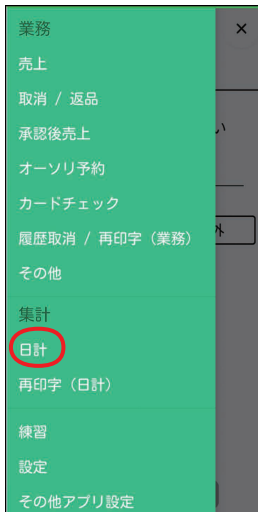 業務
×
売上
取消 / 返品
承認後売上
い
オーソリ予約
カードチェック
履歴取消 / 再印字（業務）
外
その他
集計
日計
再印字（日計）
練習
設定
その他アプリ設定